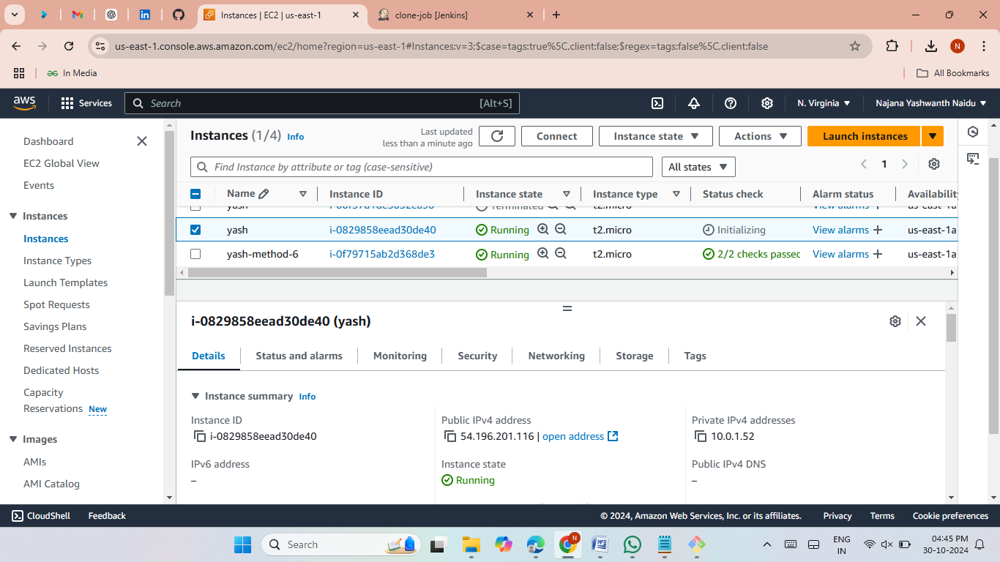 Instances | EC2 | us-east-1
clone-job [Jenkins]
us-east-1.console.aws.amazon.com/ec2/home?region=us-east-1#Instances:v=3;$case=tags:true%5C,client:false;$regex=tags:false%5C,client:false
N
In Media
All Bookmarks
aws
Services
Search
[Alt+S]
N. Virginia
Najana Yashwanth Naidu
Dashboard
EC2 Global View
Events
Instances
Instances
Instance Types
Launch Templates
Spot Requests
Savings Plans
Reserved Instances
Dedicated Hosts
Capacity
Reservations New
Images
AMIs
AMI Catalog
Instances (1/4) Info
Last updated
less than a minute ago
Connect
Instance state
Actions
Launch instances
Find Instance by attribute or tag (case-sensitive)
All states
1
Name Instance ID Instance state Instance type Status check Alarm status Availability
yash Terminated t2.micro View alarms us-east-1a
yash i-0829858eead30de40 Running t2.micro Initializing View alarms us-east-1a
yash-method-6 i-0f79715ab2d368de3 Running t2.micro 2/2 checks passed View alarms us-east-1a
i-0829858eead30de40 (yash)
Details Status and alarms Monitoring Security Networking Storage Tags
Instance summary Info
Instance ID
i-0829858eead30de40
Public IPv4 address
54.196.201.116 | open address
Private IPv4 addresses
10.0.1.52
IPv6 address
–
Instance state
Running
Public IPv4 DNS
–
CloudShell
Feedback
© 2024, Amazon Web Services, Inc. or its affiliates.
Privacy
Terms
Cookie preferences
Search
N
ENG
IN
04:45 PM
30-10-2024